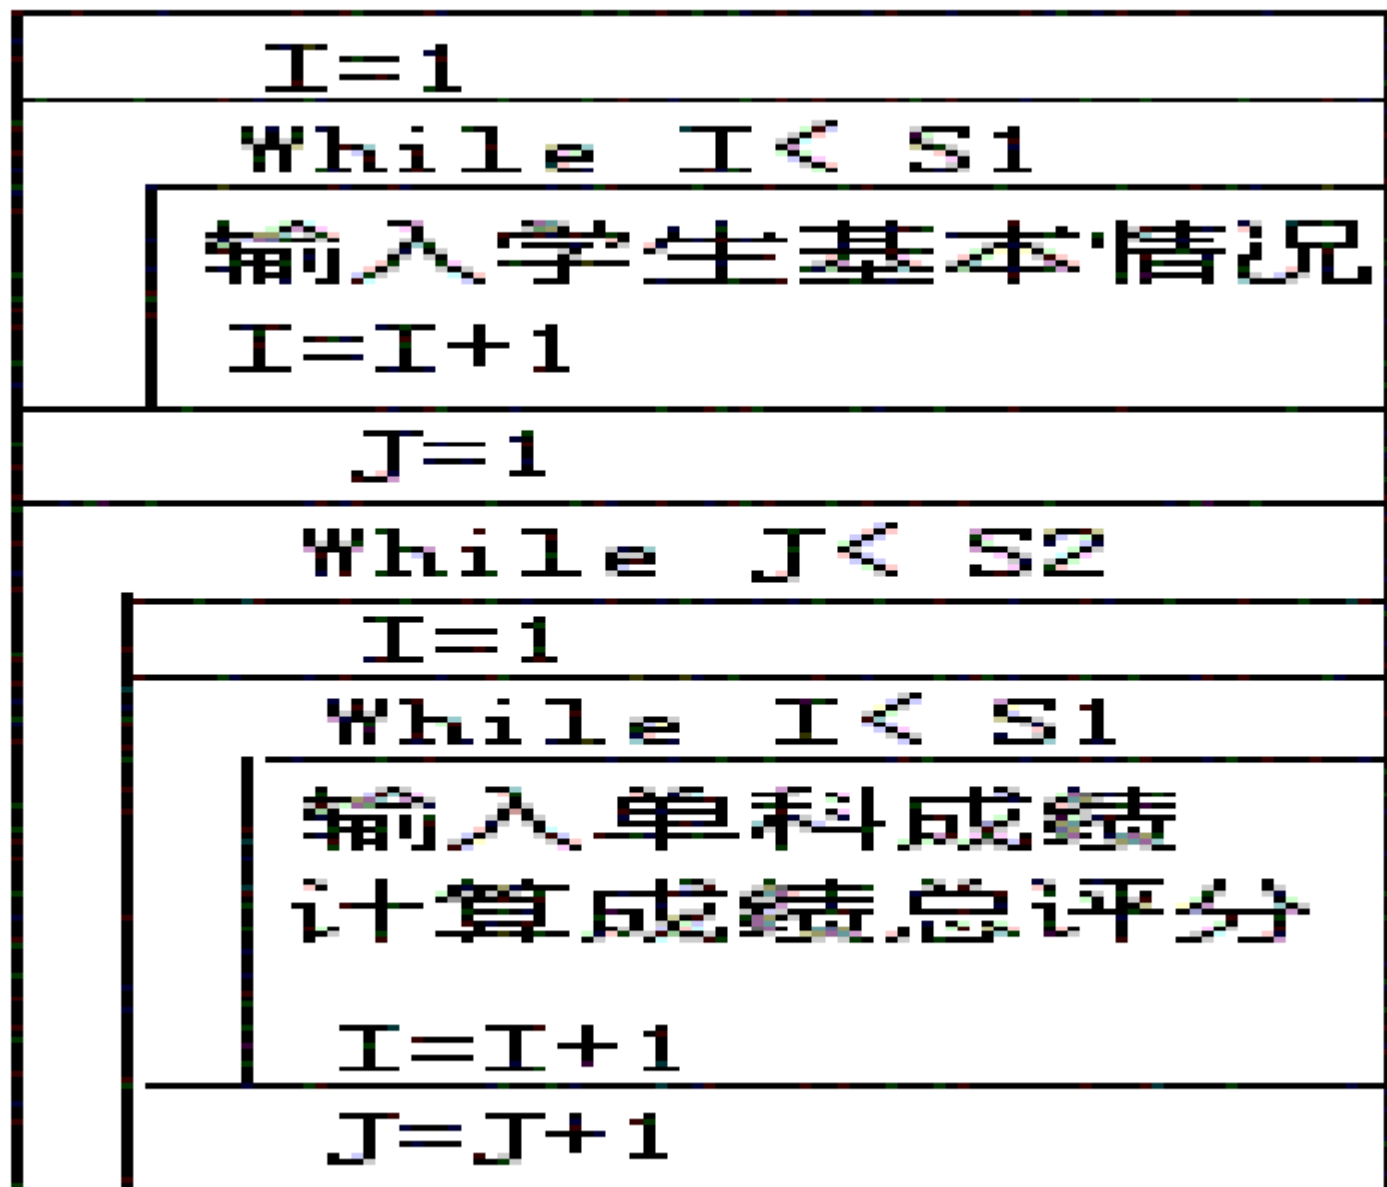 I=1
While I< S1
输入学生基本情况
I=I+1
J=1
While J< S2
I=1
While I< S1
输入单科成绩
计算成绩总评分
I=I+1
J=J+1